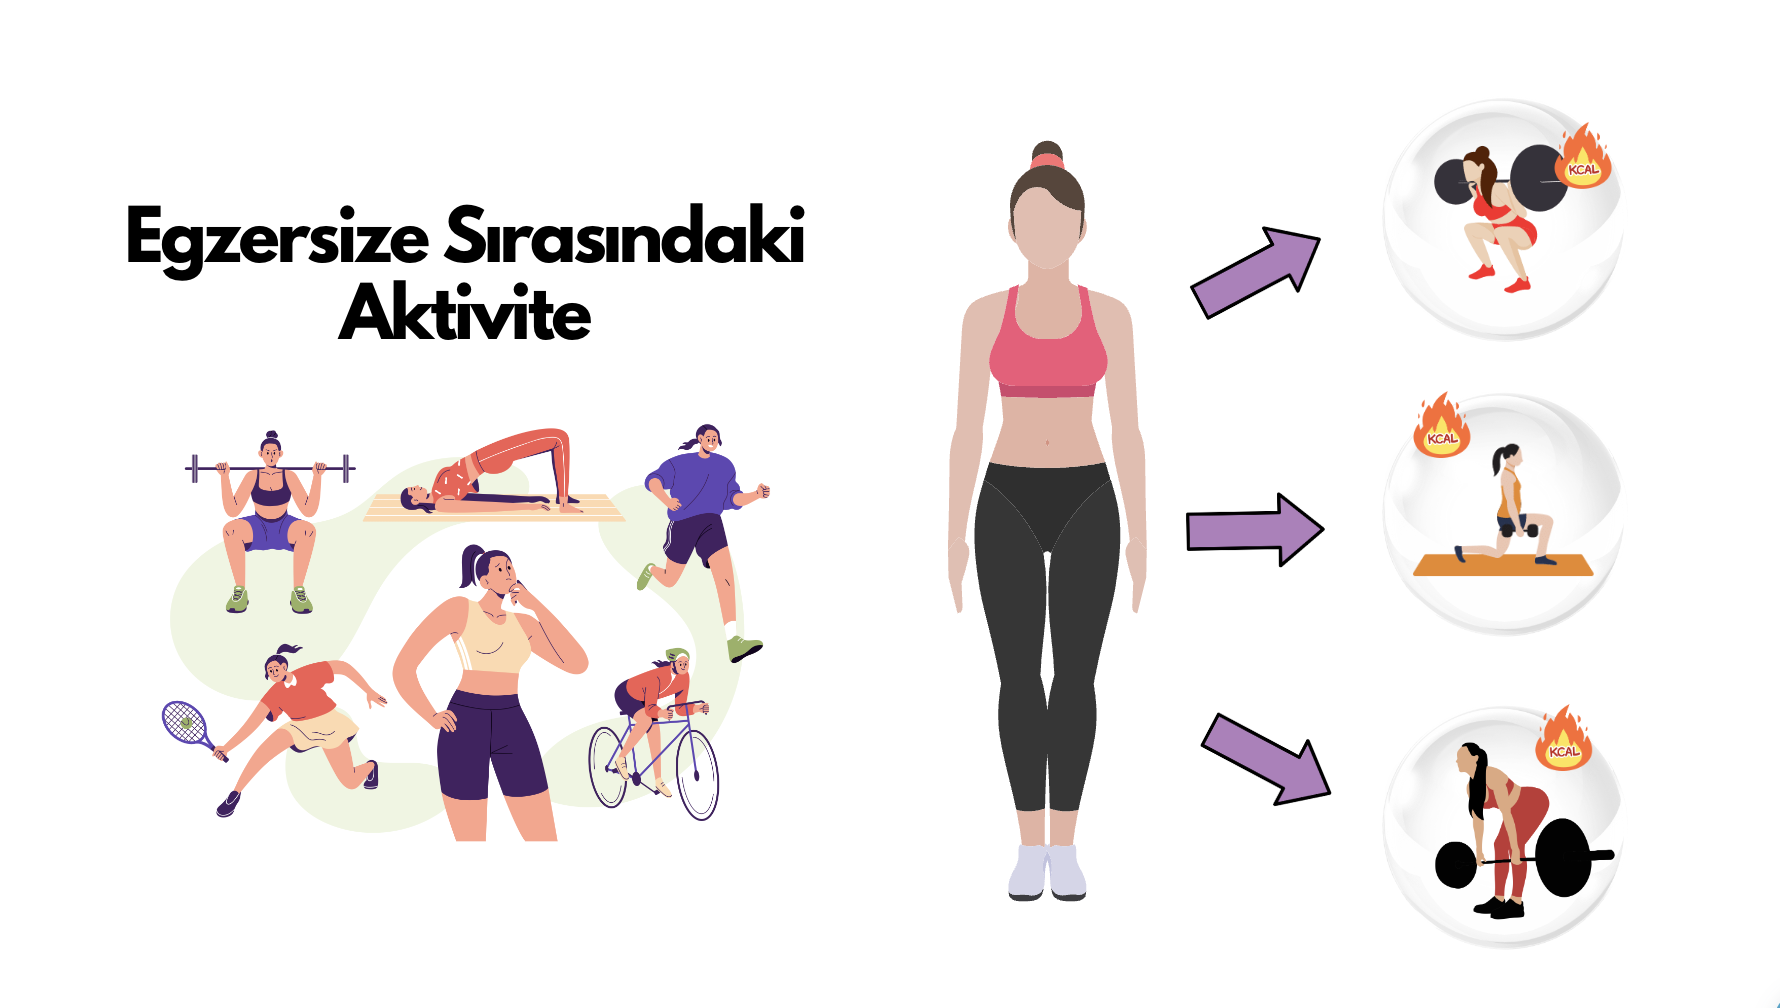 Egzersize Sırasındaki
Aktivite
KCAL
KCAL
KCAL